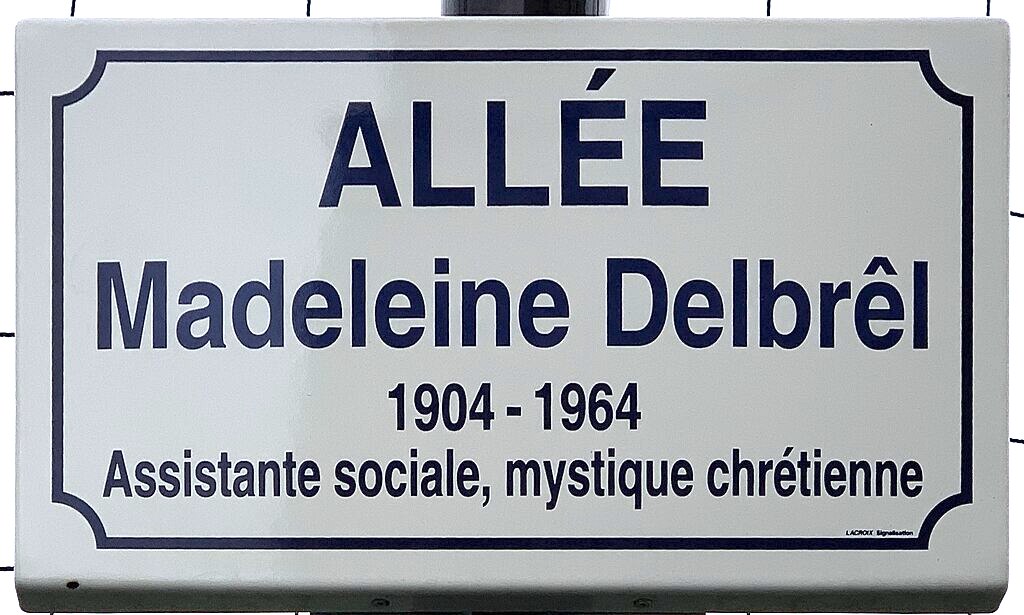 ALLÉE
Madeleine Delbrêl
1904 - 1964
Assistante sociale, mystique chrétienne
LACROIX Signalisation